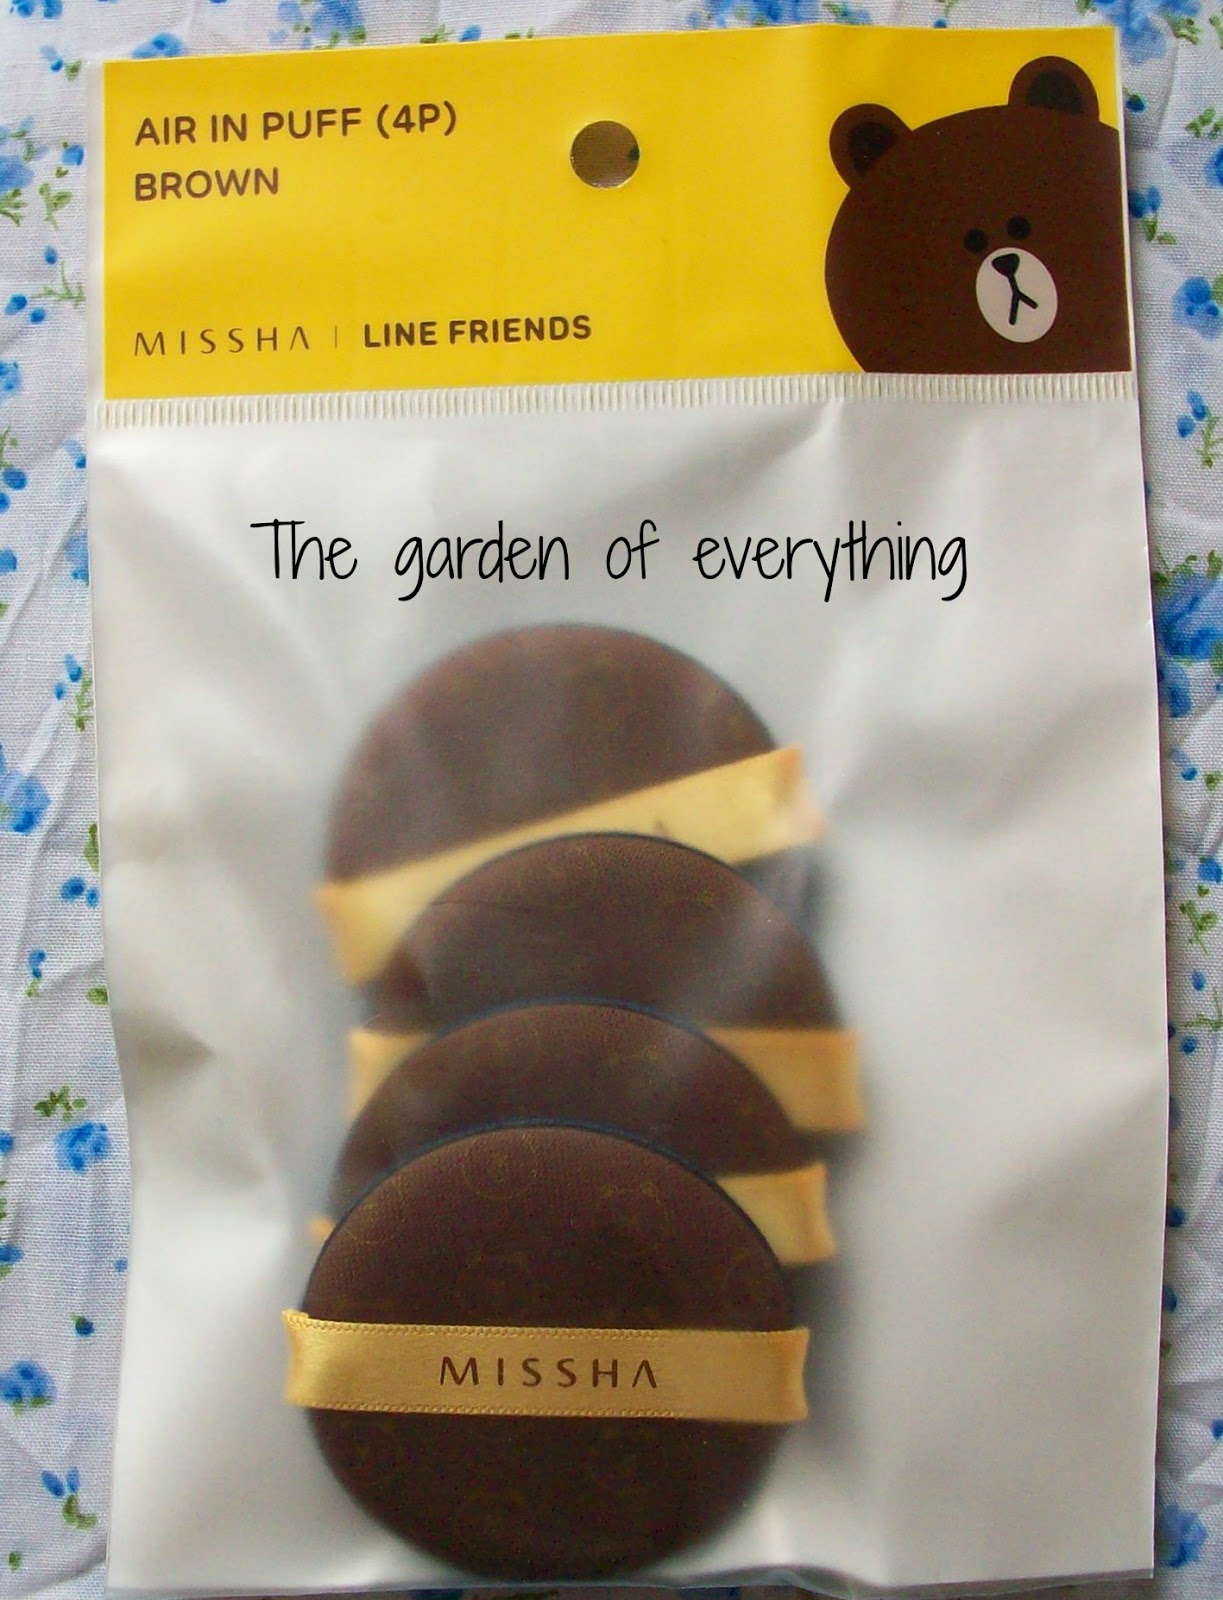 AIR IN PUFF (4P)
BROWN
MISSHA | LINE FRIENDS
The garden of everything
MISSHA